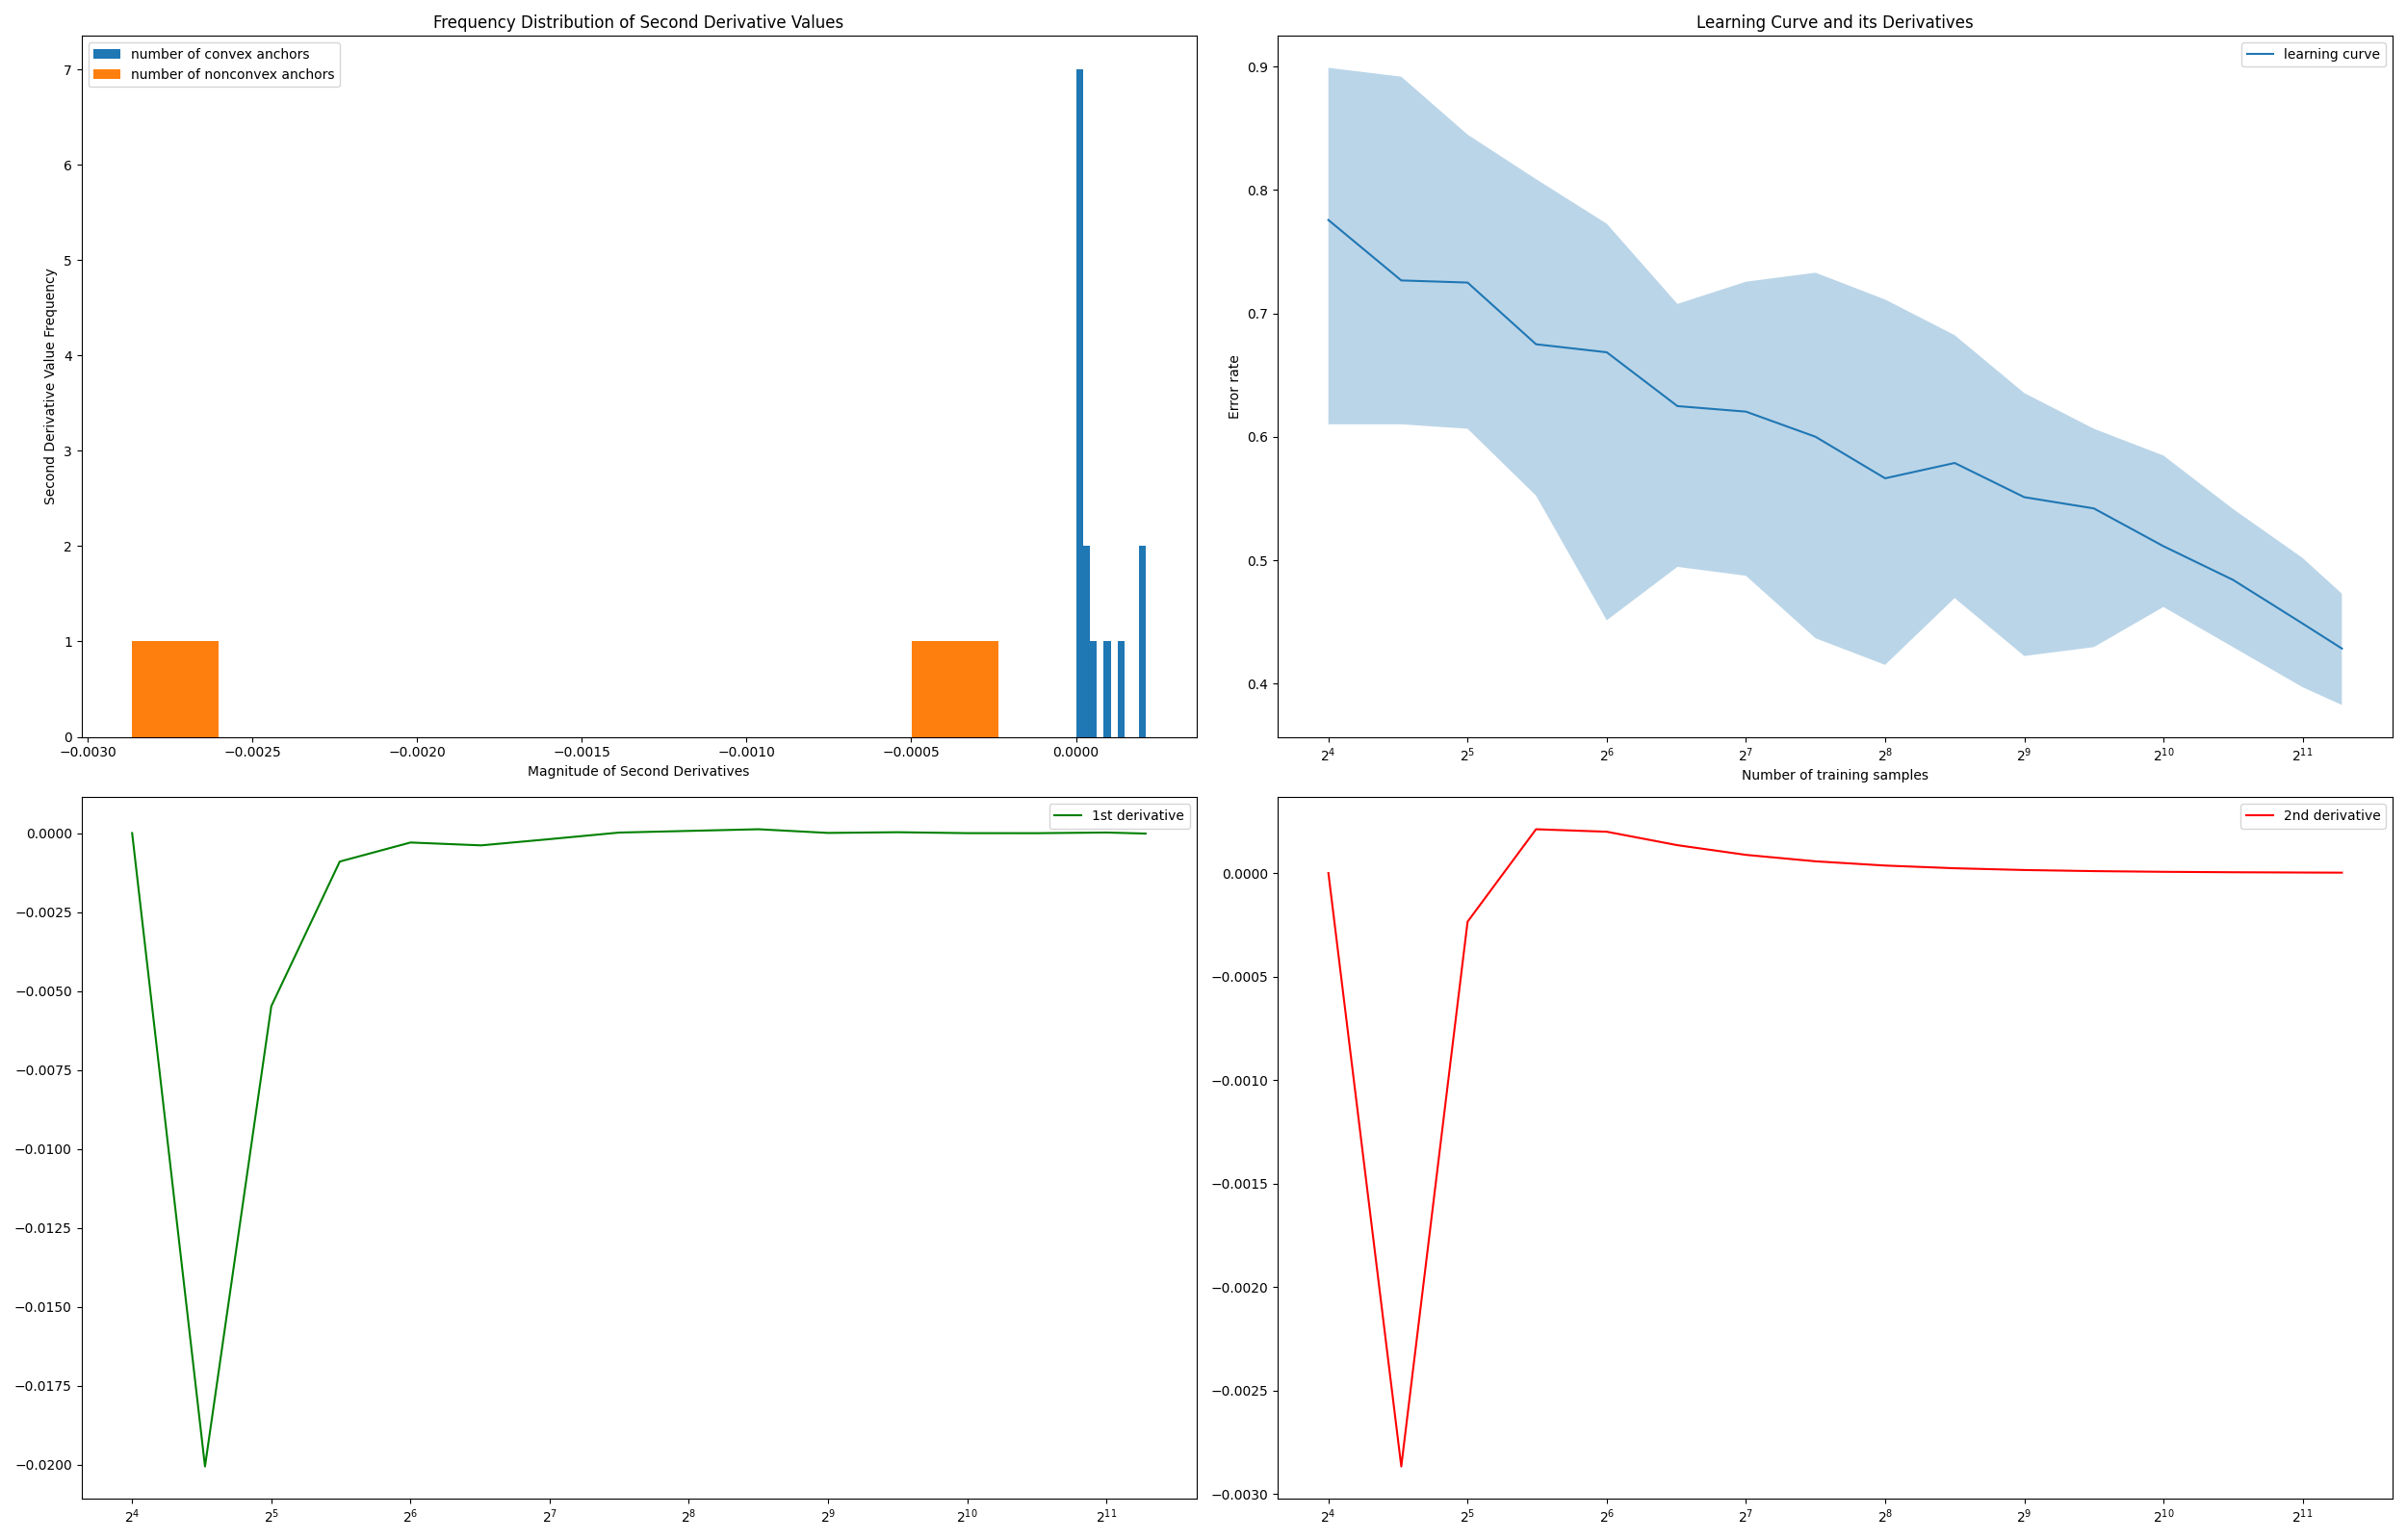 Frequency Distribution of Second Derivative Values
number of convex anchors
number of nonconvex anchors
Second Derivative Value Frequency
7
6
5
4
3
2
1
0
−0.0030 −0.0025 −0.0020 −0.0015 −0.0010 −0.0005 0.0000
Magnitude of Second Derivatives
Learning Curve and its Derivatives
learning curve
Error rate
0.9
0.8
0.7
0.6
0.5
0.4
2⁴ 2⁵ 2⁶ 2⁷ 2⁸ 2⁹ 2¹⁰ 2¹¹
Number of training samples
1st derivative
0.0000
−0.0025
−0.0050
−0.0075
−0.0100
−0.0125
−0.0150
−0.0175
−0.0200
2⁴ 2⁵ 2⁶ 2⁷ 2⁸ 2⁹ 2¹⁰ 2¹¹
2nd derivative
0.0000
−0.0005
−0.0010
−0.0015
−0.0020
−0.0025
−0.0030
2⁴ 2⁵ 2⁶ 2⁷ 2⁸ 2⁹ 2¹⁰ 2¹¹